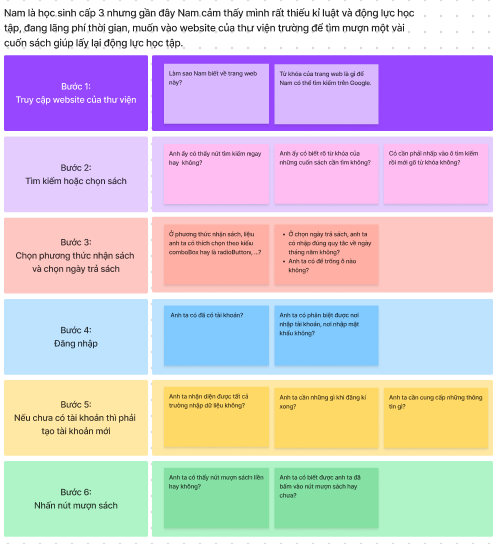 Nam là học sinh cấp 3 nhưng gần đây Nam cảm thấy mình rất thiếu kỉ luật và động lực học
tập, đang lãng phí thời gian, muốn vào website của thư viện trường để tìm mượn một vài
cuốn sách giúp lấy lại động lực học tập.
Bước 1:
Truy cập website của thư viện
Làm sao Nam biết về trang web
này?
Từ khóa của trang web là gì để
Nam có thể tìm kiếm trên Google.
Bước 2:
Tìm kiếm hoặc chọn sách
Anh ấy có thấy nút tìm kiếm ngay
hay không?
Anh ấy có biết rõ từ khóa của
những cuốn sách cần tìm không?
Có cần phải nhấp vào ô tìm kiếm
rồi mới gõ từ khóa không?
Bước 3:
Chọn phương thức nhận sách
và chọn ngày trả sách
Ở phương thức nhận sách, liệu
anh ta có thích chọn theo kiểu
comboBox hay là radioButton, ...?
• Ở chọn ngày trả sách, anh ta
có nhập đúng quy tắc về ngày
tháng năm không?
• Anh ta có để trống ô nào
không?
Bước 4:
Đăng nhập
Anh ta có đã có tài khoản?
Anh ta có phân biệt được nơi
nhập tài khoản, nơi nhập mật
khẩu không?
Bước 5:
Nếu chưa có tài khoản thì phải
tạo tài khoản mới
Anh ta nhận diện được tất cả
trường nhập dữ liệu không?
Anh ta cần những gì khi đăng kí
xong?
Anh ta cần cung cấp những thông
tin gì?
Bước 6:
Nhấn nút mượn sách
Anh ta có thấy nút mượn sách liền
hay không?
Anh ta có biết được anh ta đã
bấm vào nút mượn sách hay
chưa?